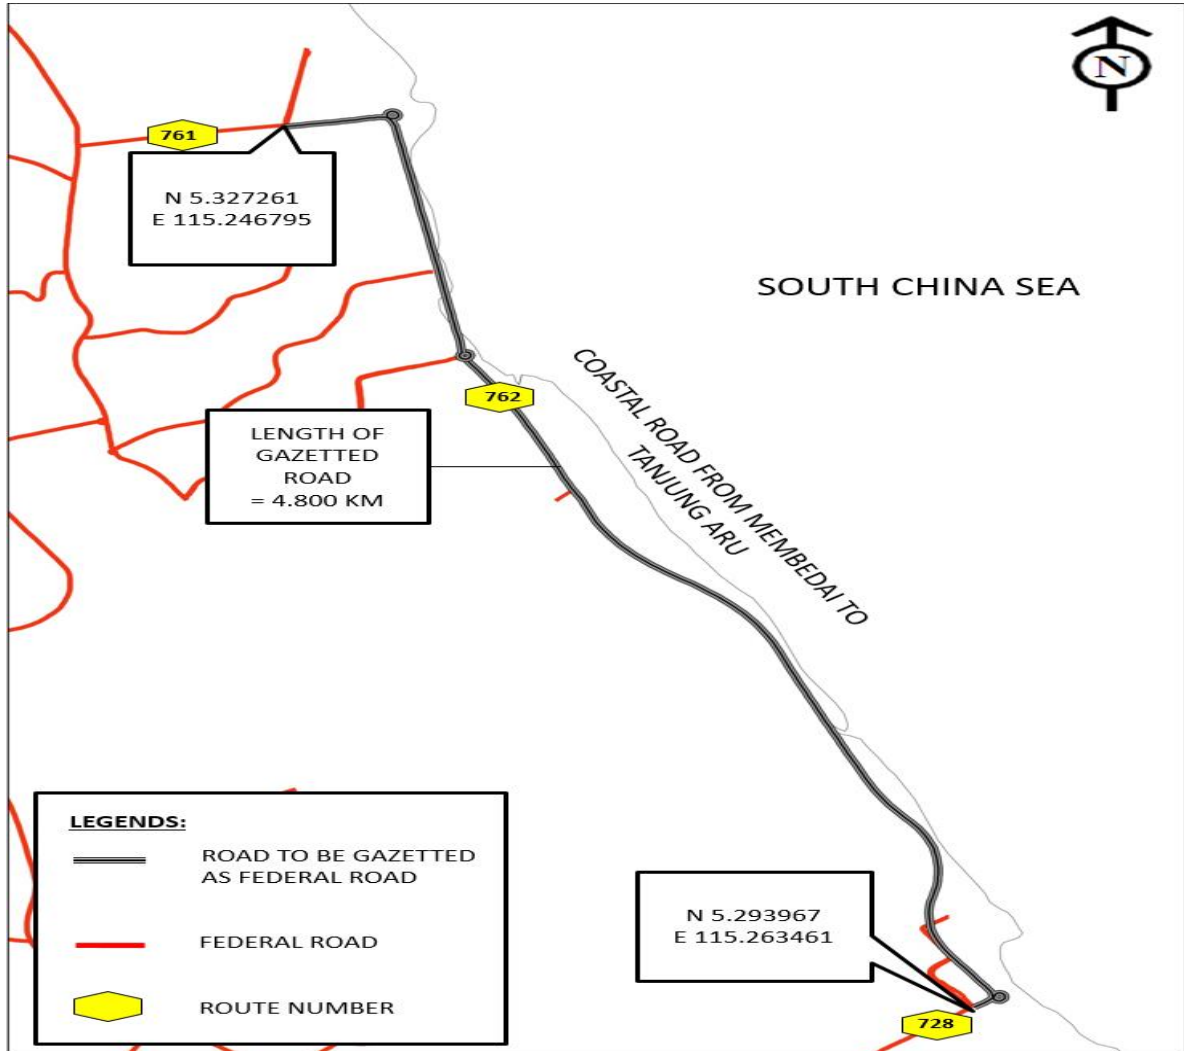 N
761
N 5.327261
E 115.246795
SOUTH CHINA SEA
COASTAL ROAD FROM MEMBEDAI TO
TANJUNG ARU
762
LENGTH OF
GAZETTED
ROAD
= 4.800 KM
LEGENDS:
ROAD TO BE GAZETTED
AS FEDERAL ROAD
FEDERAL ROAD
ROUTE NUMBER
N 5.293967
E 115.263461
728